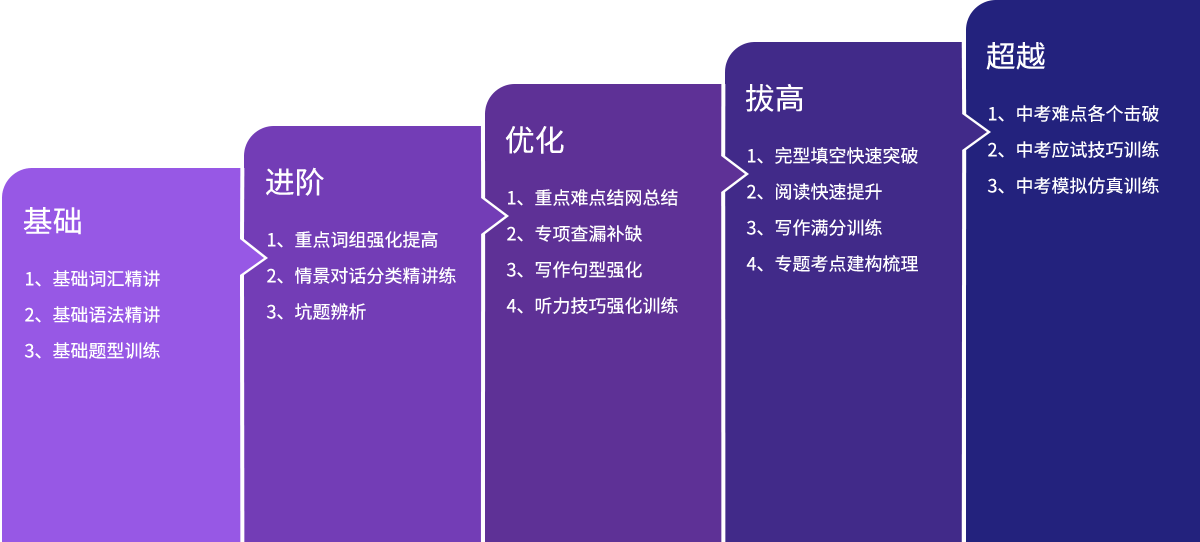 基础
1、基础词汇精讲
2、基础语法精讲
3、基础题型训练
进阶
1、重点词组强化提高
2、情景对话分类精讲练
3、坑题辨析
优化
1、重点难点结网总结
2、专项查漏补缺
3、写作句型强化
4、听力技巧强化训练
拔高
1、完型填空快速突破
2、阅读快速提升
3、写作满分训练
4、专题考点建构梳理
超越
1、中考难点各个击破
2、中考应试技巧训练
3、中考模拟仿真训练